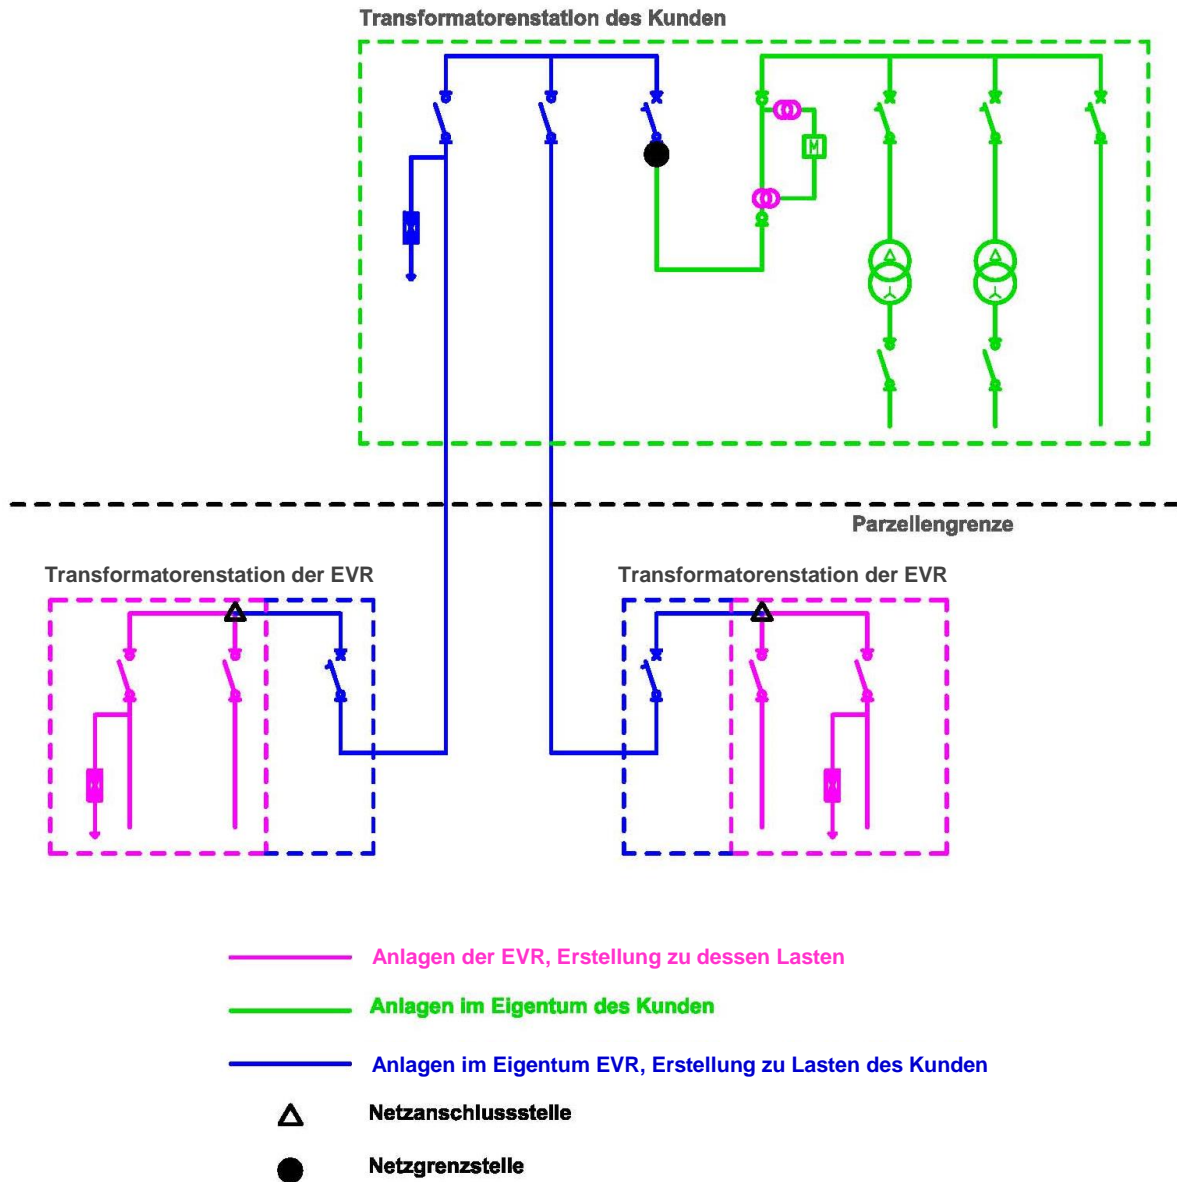 Transformatorenstation des Kunden
M
Parzellengrenze
Transformatorenstation der EVR
Transformatorenstation der EVR
Anlagen der EVR, Erstellung zu dessen Lasten
Anlagen im Eigentum des Kunden
Anlagen im Eigentum EVR, Erstellung zu Lasten des Kunden
Netzanschlussstelle
Netzgrenzstelle